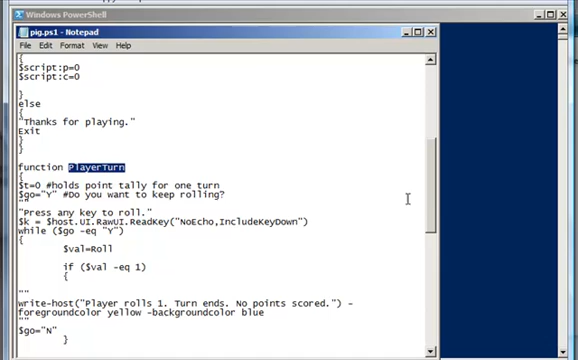 Windows PowerShell
pig.ps1 - Notepad
File Edit Format View Help
{
$script:p=0
$script:c=0
}
else
{
"Thanks for playing."
Exit
}
}
function PlayerTurn
{
$t=0 #holds point tally for one turn
$go="Y" #Do you want to keep rolling?
""
"Press any key to roll."
$k = $host.UI.RawUI.ReadKey("NoEcho,IncludeKeyDown")
while ($go -eq "Y")
{
$val=Roll
if ($val -eq 1)
{
""
write-host("Player rolls 1. Turn ends. No points scored.") -
foregroundcolor yellow -backgroundcolor blue
""
$go="N"
}